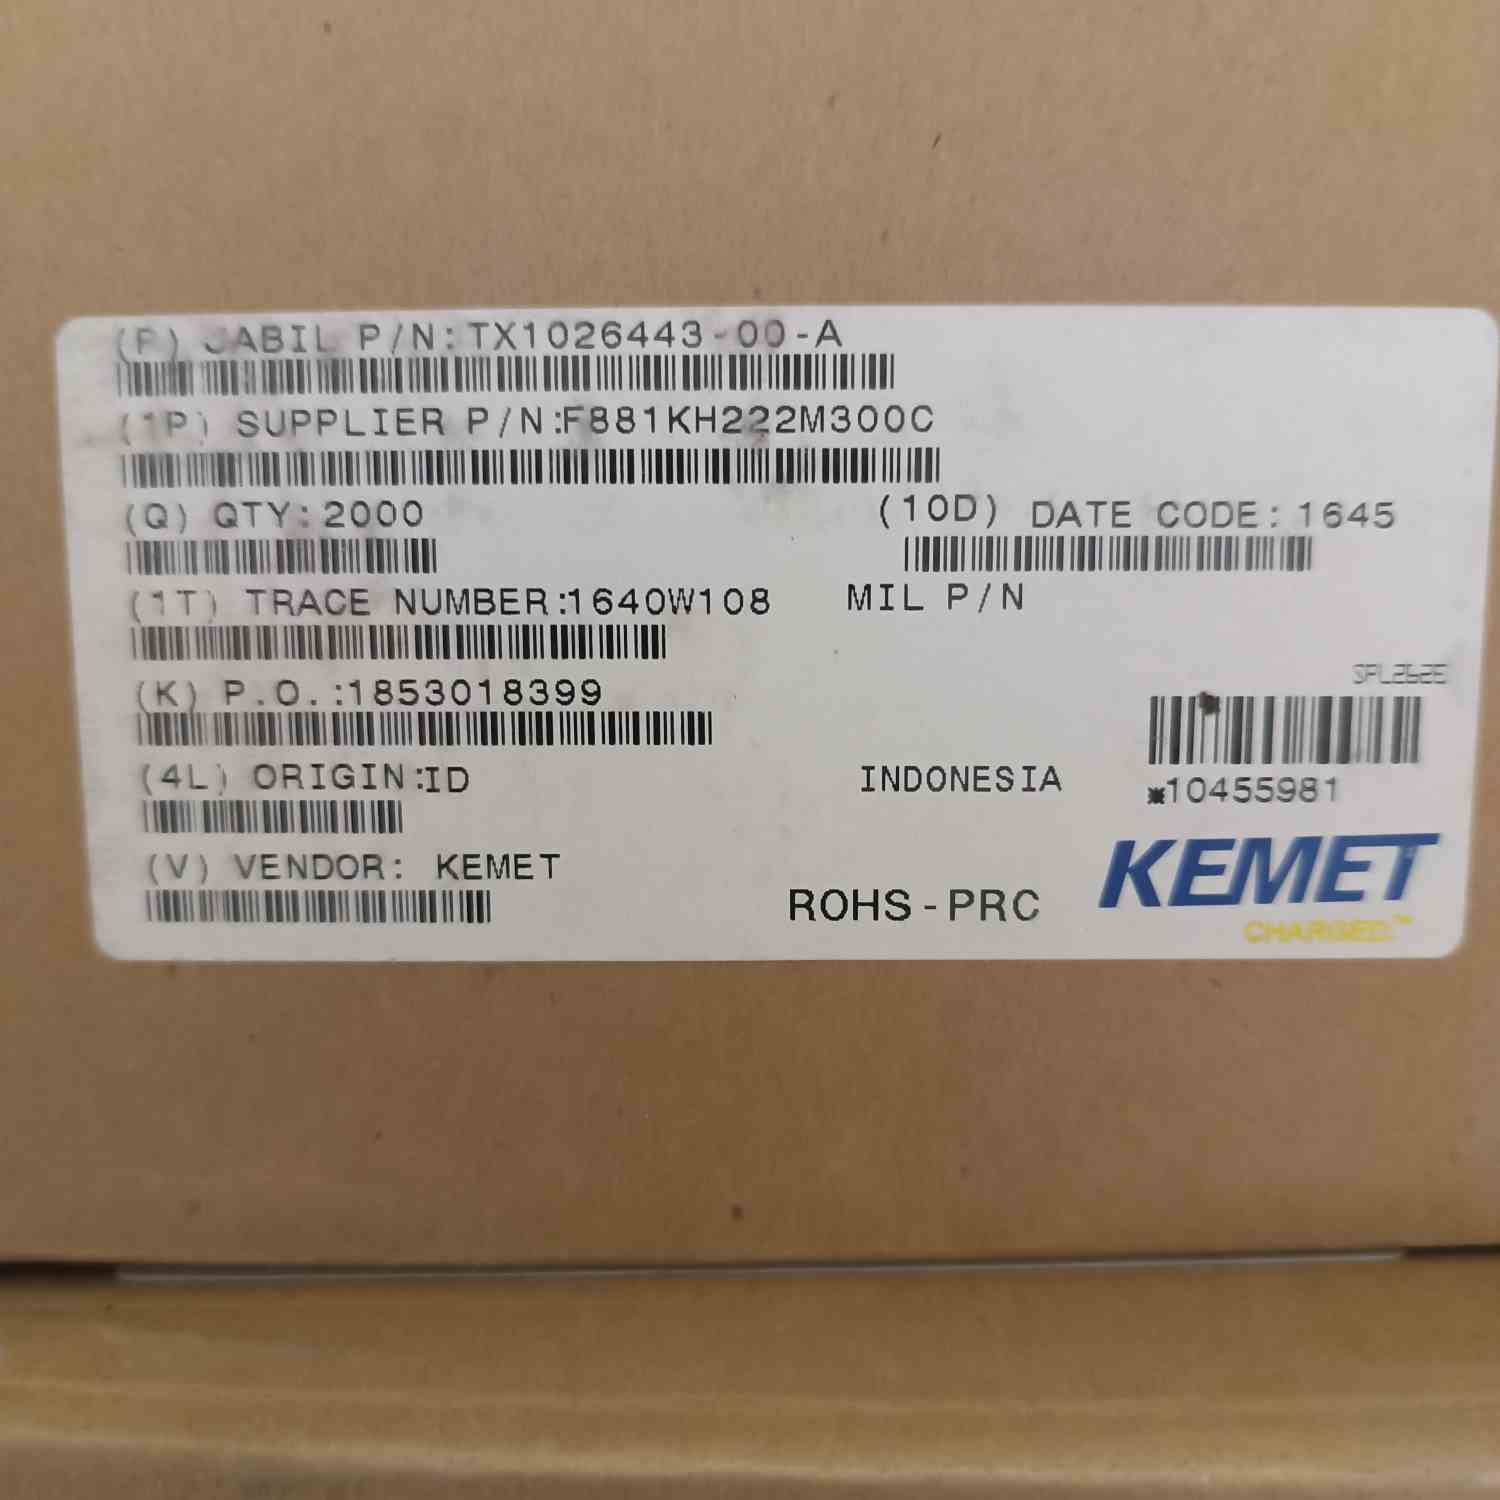 (P) JABIL P/N:TX1026443-00-A
(1P) SUPPLIER P/N:F881KH222M300C
(Q) QTY:2000
(10D) DATE CODE:1645
(1T) TRACE NUMBER:1640W108
MIL P/N
(K) P.O.:1853018399
(4L) ORIGIN:ID
INDONESIA
*10455981
(V) VENDOR: KEMET
ROHS-PRC
KEMET
CHARGED.™